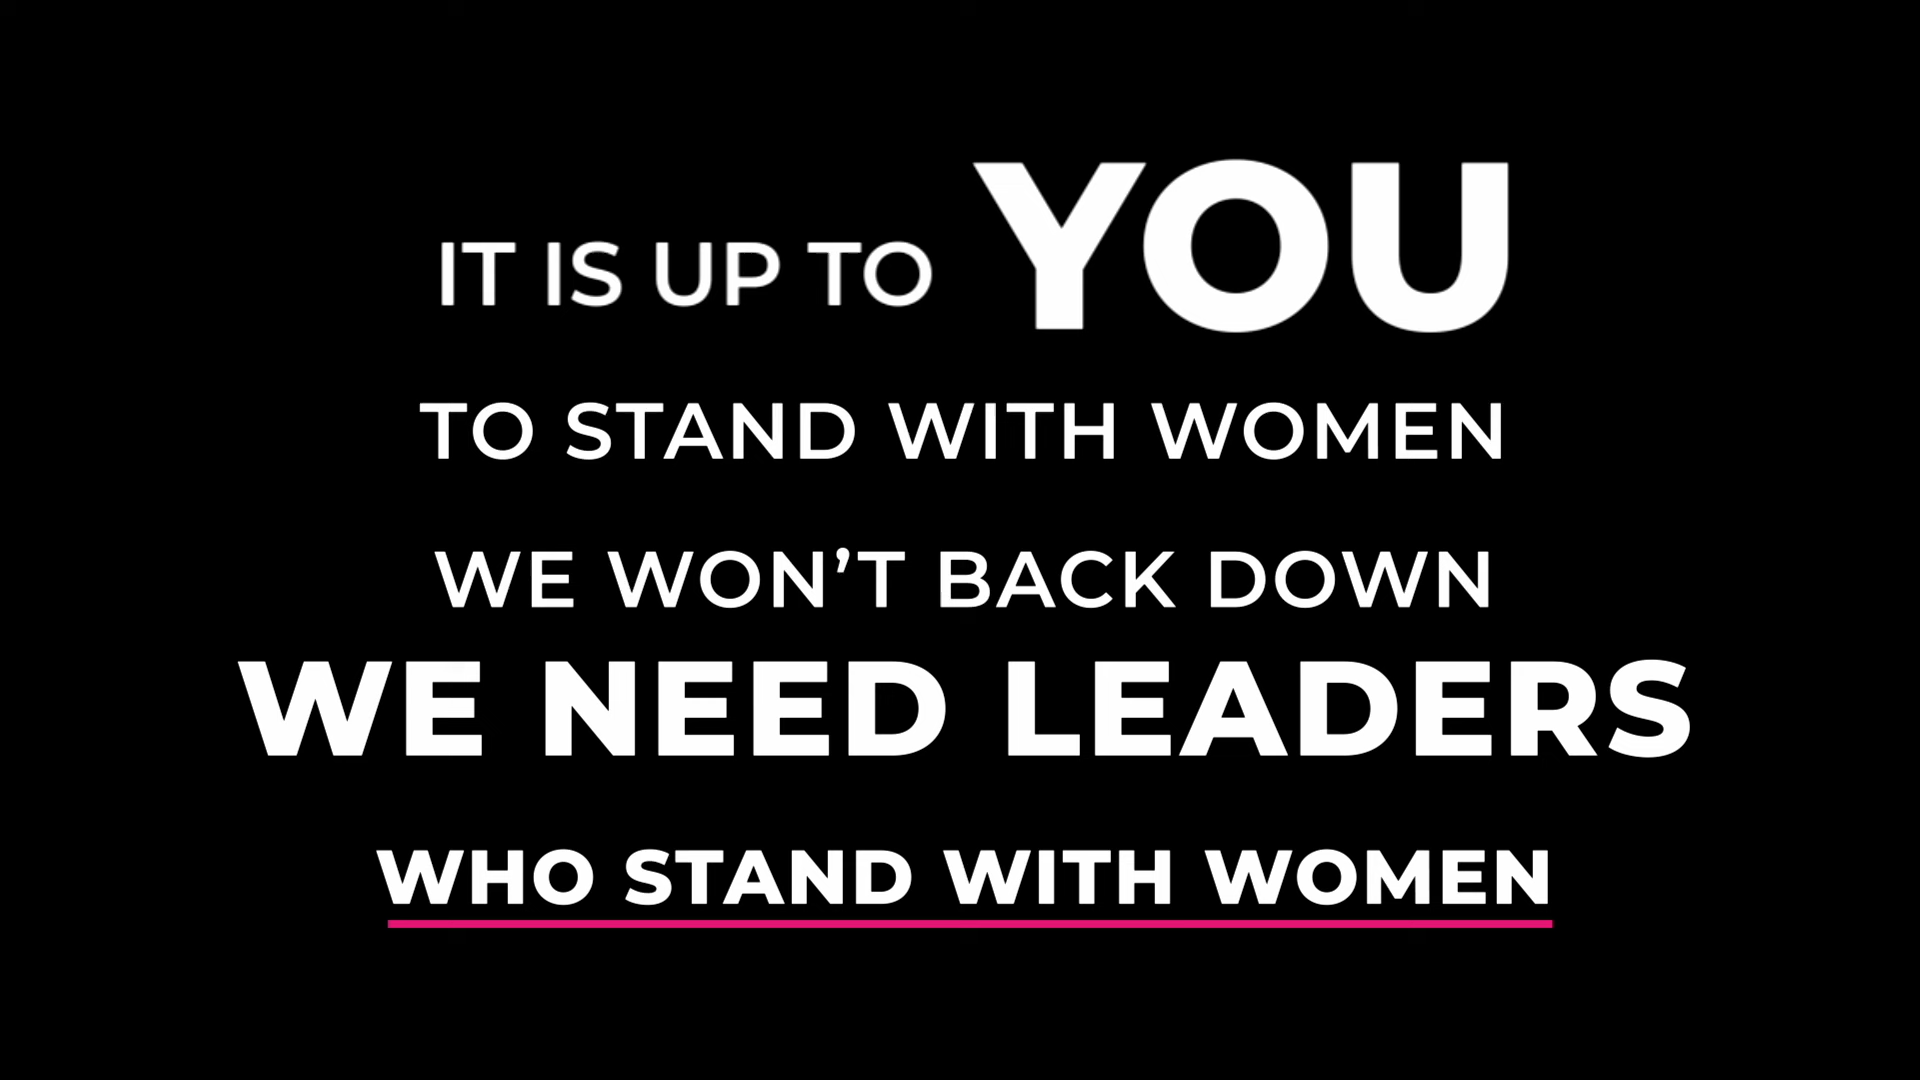 IT IS UP TO YOU
TO STAND WITH WOMEN
WE WON’T BACK DOWN
WE NEED LEADERS
WHO STAND WITH WOMEN